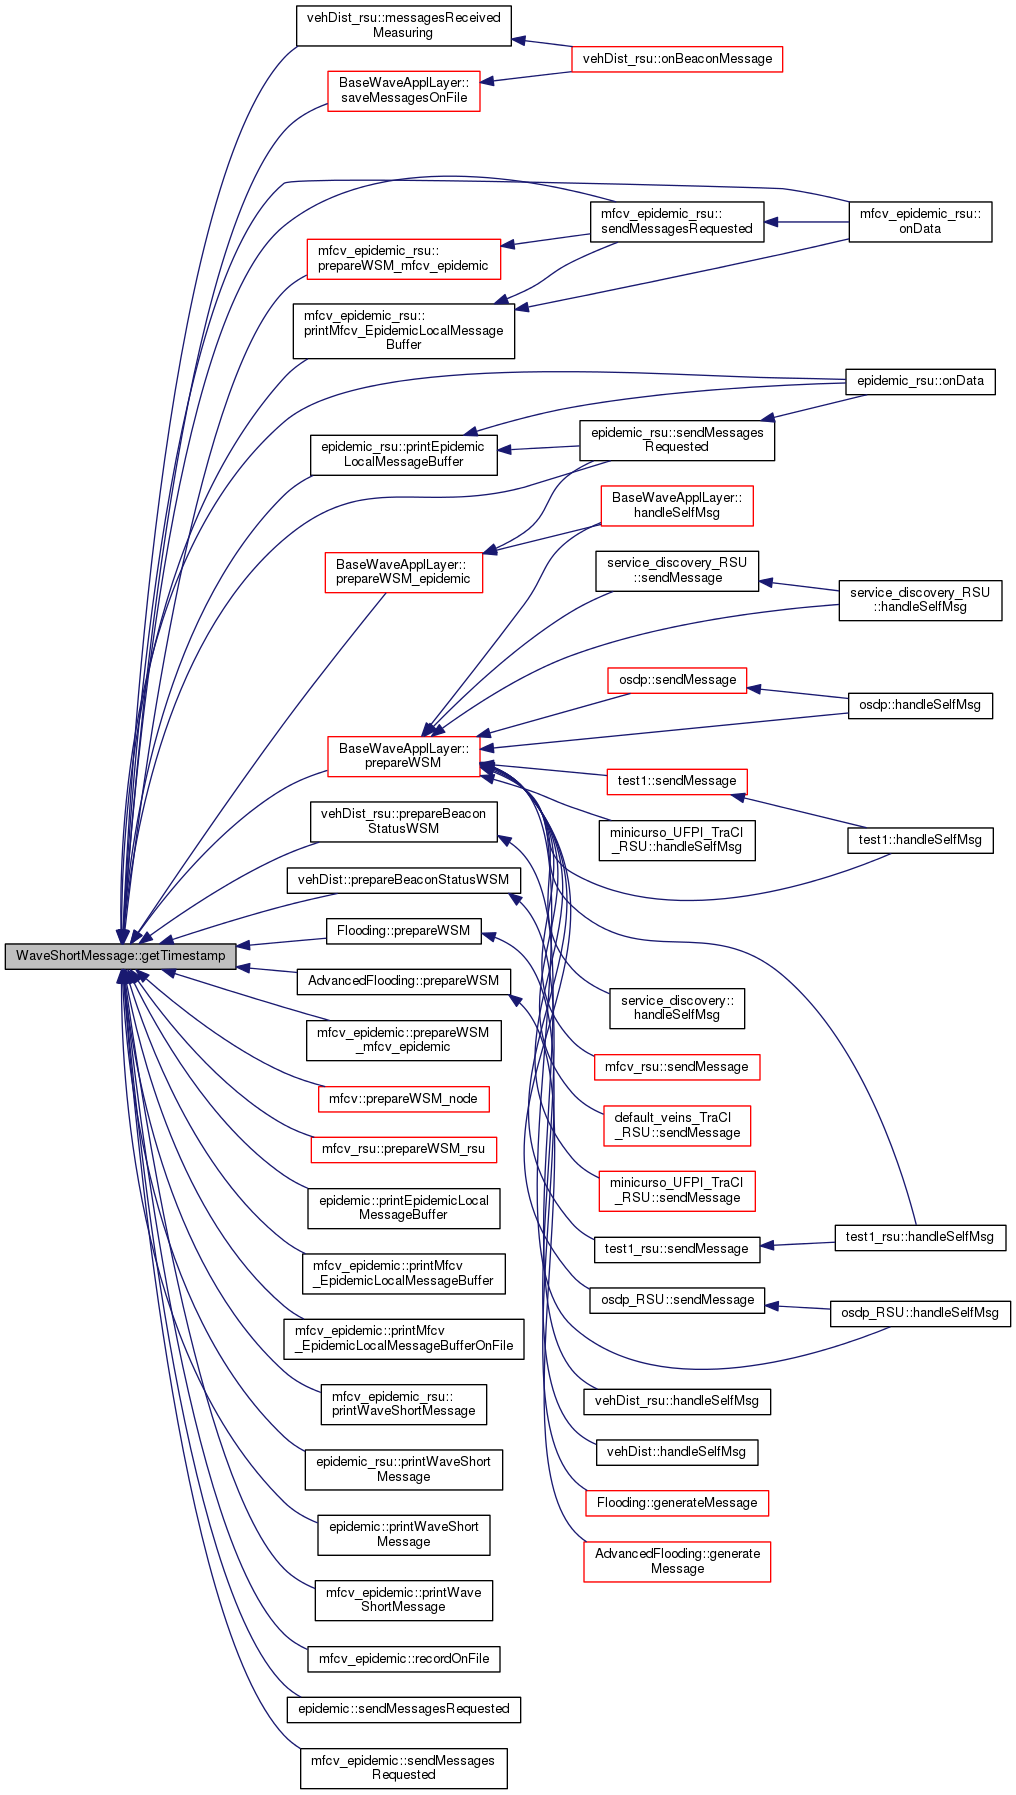 vehDist_rsu::messagesReceived
Measuring
vehDist_rsu::onBeaconMessage
BaseWaveApplLayer::
saveMessagesOnFile
mfcv_epidemic_rsu::
sendMessagesRequested
mfcv_epidemic_rsu::
onData
mfcv_epidemic_rsu::
prepareWSM_mfcv_epidemic
mfcv_epidemic_rsu::
printMfcv_EpidemicLocalMessage
Buffer
epidemic_rsu::onData
epidemic_rsu::printEpidemic
LocalMessageBuffer
epidemic_rsu::sendMessages
Requested
BaseWaveApplLayer::
handleSelfMsg
BaseWaveApplLayer::
prepareWSM_epidemic
service_discovery_RSU
::sendMessage
service_discovery_RSU
::handleSelfMsg
osdp::sendMessage
osdp::handleSelfMsg
BaseWaveApplLayer::
prepareWSM
test1::sendMessage
minicurso_UFPI_TraCI
_RSU::handleSelfMsg
test1::handleSelfMsg
vehDist_rsu::prepareBeacon
StatusWSM
vehDist::prepareBeaconStatusWSM
Flooding::prepareWSM
WaveShortMessage::getTimestamp
AdvancedFlooding::prepareWSM
service_discovery::
handleSelfMsg
mfcv_epidemic::prepareWSM
_mfcv_epidemic
mfcv_rsu::sendMessage
mfcv::prepareWSM_node
default_veins_TraCI
_RSU::sendMessage
mfcv_rsu::prepareWSM_rsu
minicurso_UFPI_TraCI
_RSU::sendMessage
epidemic::printEpidemicLocal
MessageBuffer
test1_rsu::sendMessage
test1_rsu::handleSelfMsg
mfcv_epidemic::printMfcv
_EpidemicLocalMessageBuffer
osdp_RSU::sendMessage
osdp_RSU::handleSelfMsg
mfcv_epidemic::printMfcv
_EpidemicLocalMessageBufferOnFile
mfcv_epidemic_rsu::
printWaveShortMessage
vehDist_rsu::handleSelfMsg
epidemic_rsu::printWaveShort
Message
vehDist::handleSelfMsg
Flooding::generateMessage
epidemic::printWaveShort
Message
AdvancedFlooding::generate
Message
mfcv_epidemic::printWave
ShortMessage
mfcv_epidemic::recordOnFile
epidemic::sendMessagesRequested
mfcv_epidemic::sendMessages
Requested